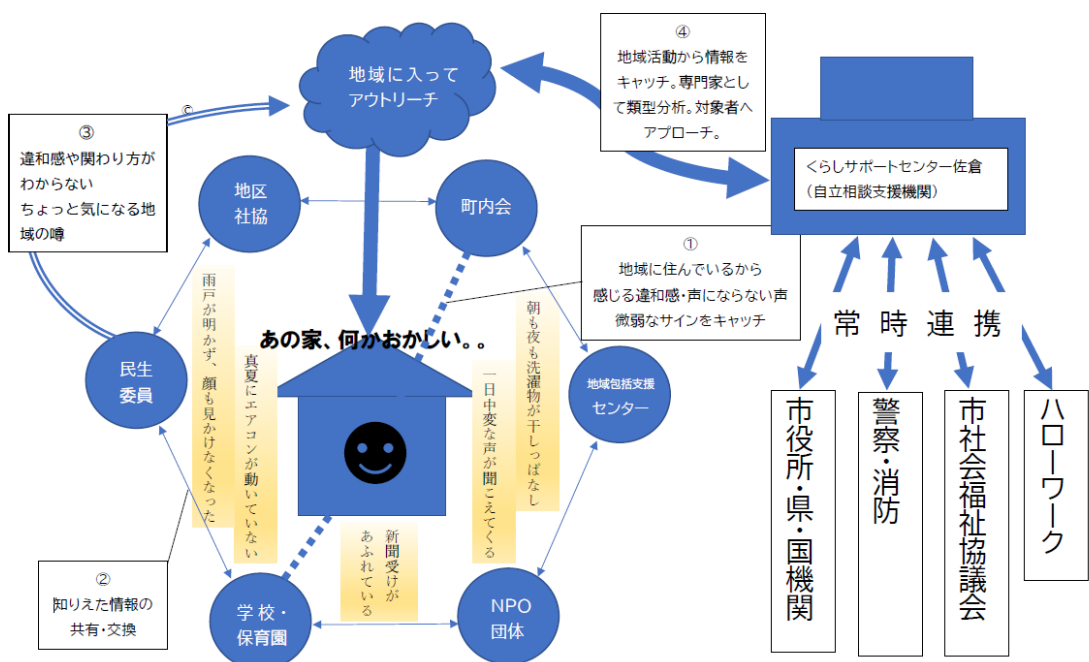 地域に入って
アウトリーチ
④
地域活動から情報を
キャッチ。専門家とし
て類型分析。対象者へ
アプローチ。
©
③
違和感や関わり方が
わからない
ちょっと気になる地
域の噂
くらしサポートセンター佐倉
（自立相談支援機関）
地区
社協
町内会
①
地域に住んでいるから
感じる違和感・声にならない声
微弱なサインをキャッチ
常時連携
あの家、何かおかしい。。
民生
委員
地域包括支援
センター
雨戸が明かず、顔も見かけなくなった
真夏にエアコンが動いていない
朝も夜も洗濯物が干しっぱなし
一日中変な声が聞こえてくる
新聞受けが
あふれている
②
知りえた情報の
共有・交換
学校・
保育園
NPO
団体
市役所・県・国機関
警察・消防
市社会福祉協議会
ハローワーク